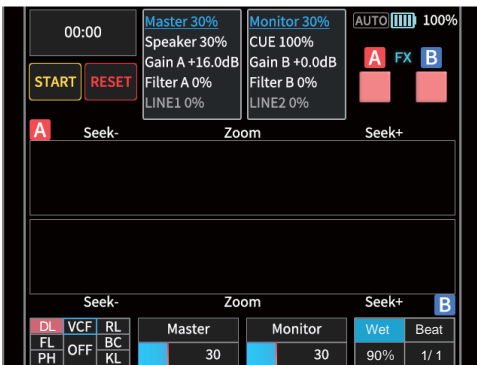 00:00
START RESET
Master 30%
Speaker 30%
Gain A +16.0dB
Filter A 0%
LINE1 0%
Monitor 30%
CUE 100%
Gain B +0.0dB
Filter B 0%
LINE2 0%
AUTO 100%
A FX B
A Seek- Zoom Seek+
Seek- Zoom Seek+ B
DL VCF RL
FL OFF BC
PH KL
Master
30
Monitor
30
Wet Beat
90% 1/1